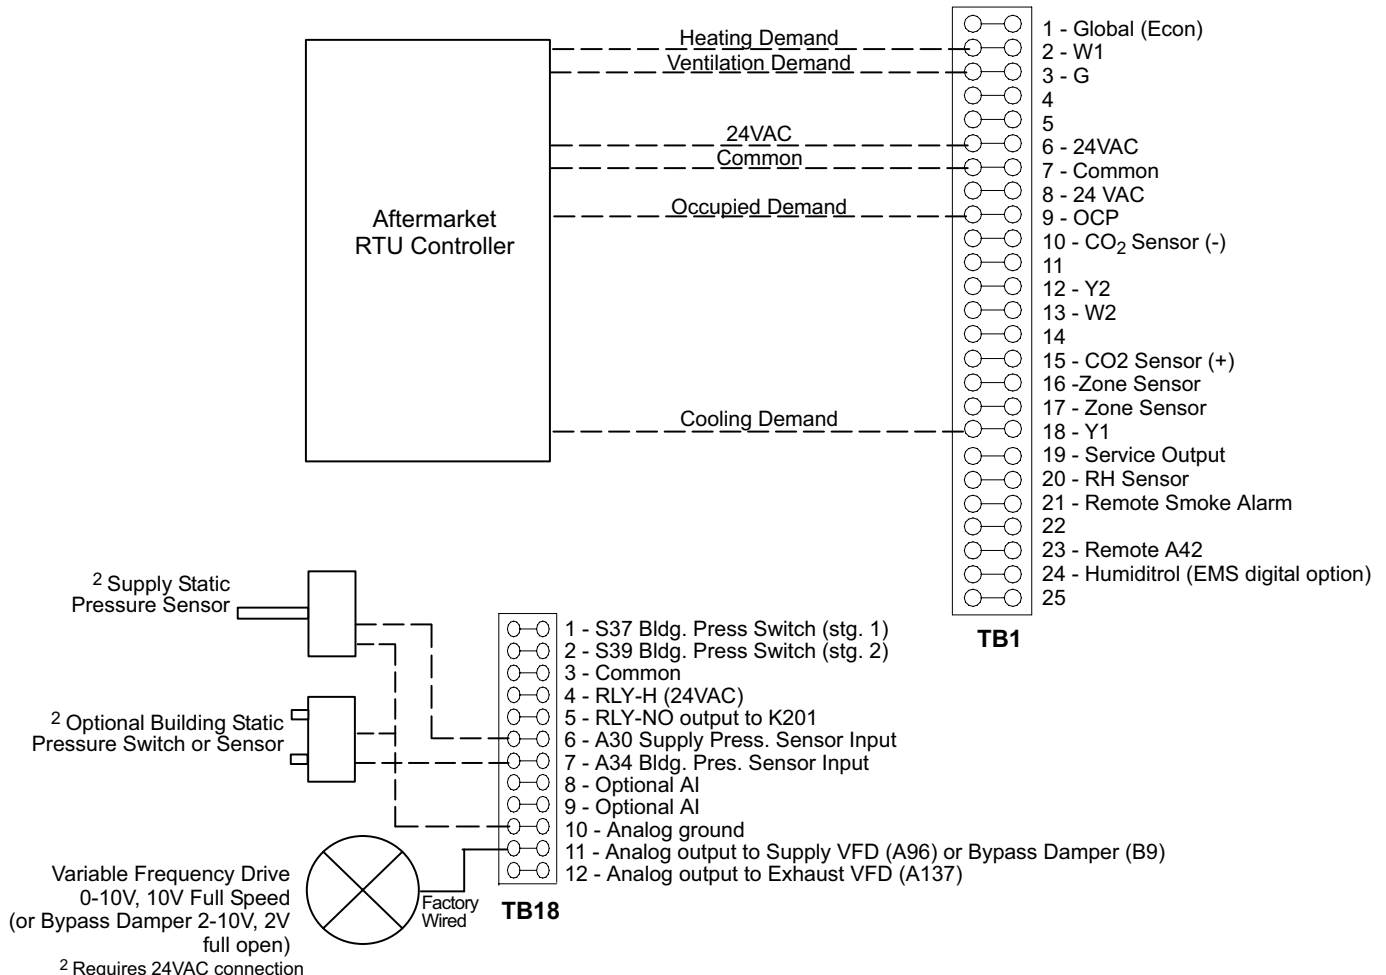 Heating Demand
Ventilation Demand
24VAC
Common
Occupied Demand
Cooling Demand
Aftermarket
RTU Controller
1 - Global (Econ)
2 - W1
3 - G
4
5
6 - 24VAC
7 - Common
8 - 24 VAC
9 - OCP
10 - CO2 Sensor (-)
11
12 - Y2
13 - W2
14
15 - CO2 Sensor (+)
16 -Zone Sensor
17 - Zone Sensor
18 - Y1
19 - Service Output
20 - RH Sensor
21 - Remote Smoke Alarm
22
23 - Remote A42
24 - Humiditrol (EMS digital option)
25
TB1
2 Supply Static
Pressure Sensor
2 Optional Building Static
Pressure Switch or Sensor
1 - S37 Bldg. Press Switch (stg. 1)
2 - S39 Bldg. Press Switch (stg. 2)
3 - Common
4 - RLY-H (24VAC)
5 - RLY-NO output to K201
6 - A30 Supply Press. Sensor Input
7 - A34 Bldg. Pres. Sensor Input
8 - Optional AI
9 - Optional AI
10 - Analog ground
11 - Analog output to Supply VFD (A96) or Bypass Damper (B9)
12 - Analog output to Exhaust VFD (A137)
TB18
Factory
Wired
Variable Frequency Drive
0-10V, 10V Full Speed
(or Bypass Damper 2-10V, 2V
full open)
2 Requires 24VAC connection